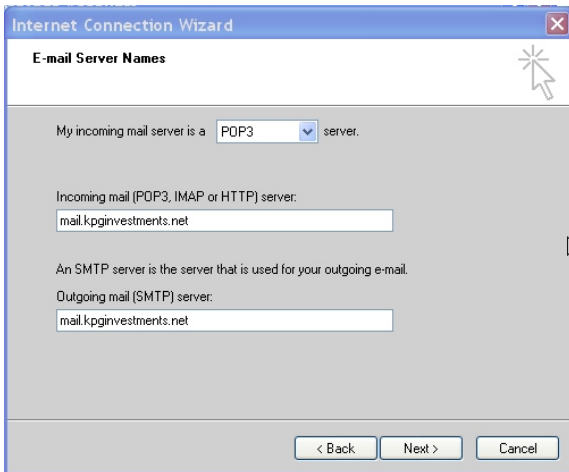 Internet Connection Wizard
E-mail Server Names
My incoming mail server is a POP3 server.
Incoming mail (POP3, IMAP or HTTP) server:
mail.kpginvestments.net
An SMTP server is the server that is used for your outgoing e-mail.
Outgoing mail (SMTP) server:
mail.kpginvestments.net
< Back Next > Cancel